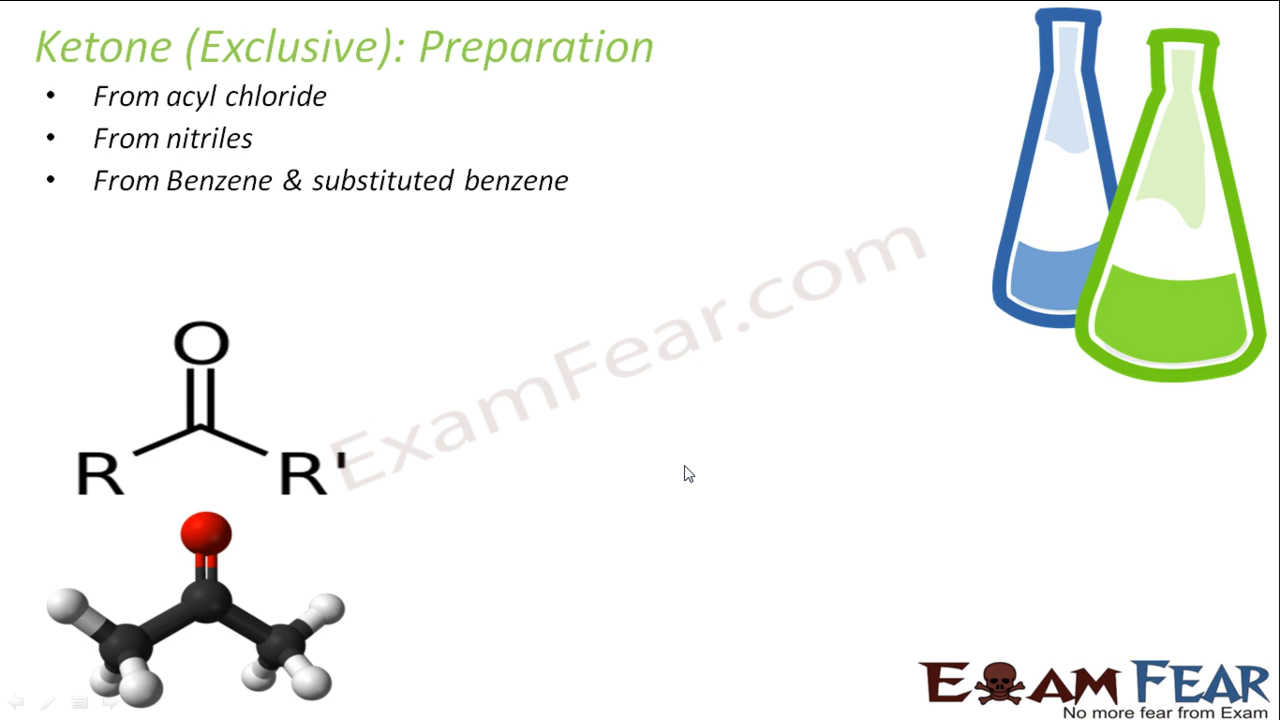 Ketone (Exclusive): Preparation
• From acyl chloride
• From nitriles
• From Benzene & substituted benzene
ExamFear.com
O
R R'
EXAM FEAR
No more fear from Exam